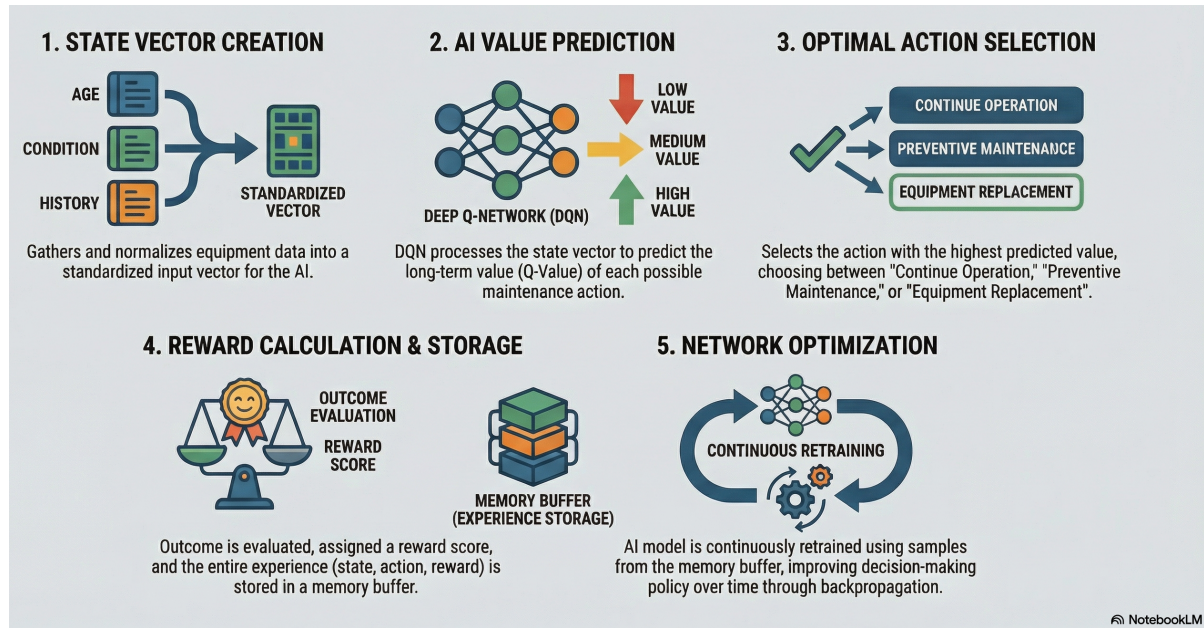 1. STATE VECTOR CREATION
AGE
CONDITION
HISTORY
STANDARDIZED
VECTOR
Gathers and normalizes equipment data into a
standardized input vector for the AI.
2. AI VALUE PREDICTION
LOW
VALUE
MEDIUM
VALUE
HIGH
VALUE
DEEP Q-NETWORK (DQN)
DQN processes the state vector to predict the
long-term value (Q-Value) of each possible
maintenance action.
3. OPTIMAL ACTION SELECTION
CONTINUE OPERATION
PREVENTIVE MAINTENANCE
EQUIPMENT REPLACEMENT
Selects the action with the highest predicted value,
choosing between "Continue Operation," "Preventive
Maintenance," or "Equipment Replacement".
4. REWARD CALCULATION & STORAGE
OUTCOME
EVALUATION
REWARD
SCORE
MEMORY BUFFER
(EXPERIENCE STORAGE)
Outcome is evaluated, assigned a reward score,
and the entire experience (state, action, reward) is
stored in a memory buffer.
5. NETWORK OPTIMIZATION
CONTINUOUS RETRAINING
AI model is continuously retrained using samples
from the memory buffer, improving decision-making
policy over time through backpropagation.
NotebookLM